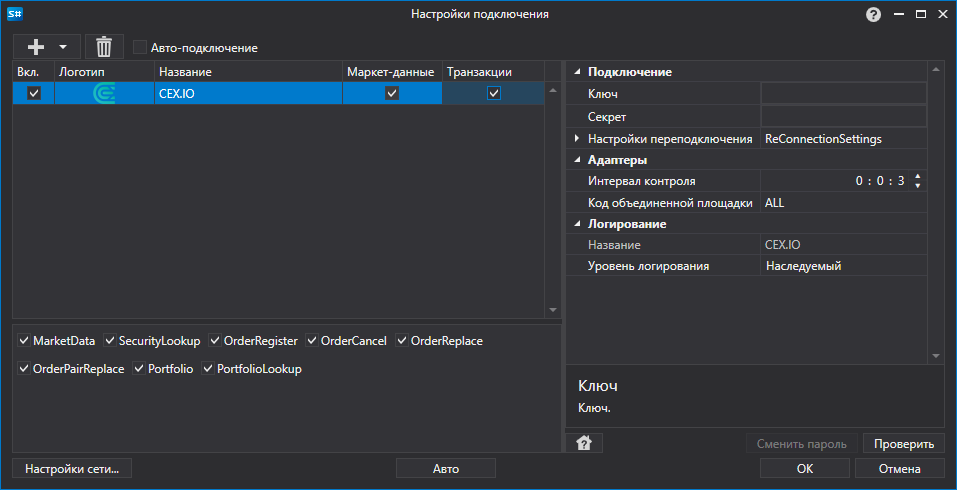 S# Настройки подключения ?
Авто-подключение
Вкл. Логотип Название Маркет-данные Транзакции
CEX.IO
MarketData SecurityLookup OrderRegister OrderCancel OrderReplace
OrderPairReplace Portfolio PortfolioLookup
Подключение
Ключ
Секрет
Настройки переподключения ReConnectionSettings
Адаптеры
Интервал контроля 0 : 0 : 3
Код объединенной площадки ALL
Логирование
Название CEX.IO
Уровень логирования Наследуемый
Ключ
Ключ.
? Сменить пароль Проверить
Настройки сети... Авто OK Отмена